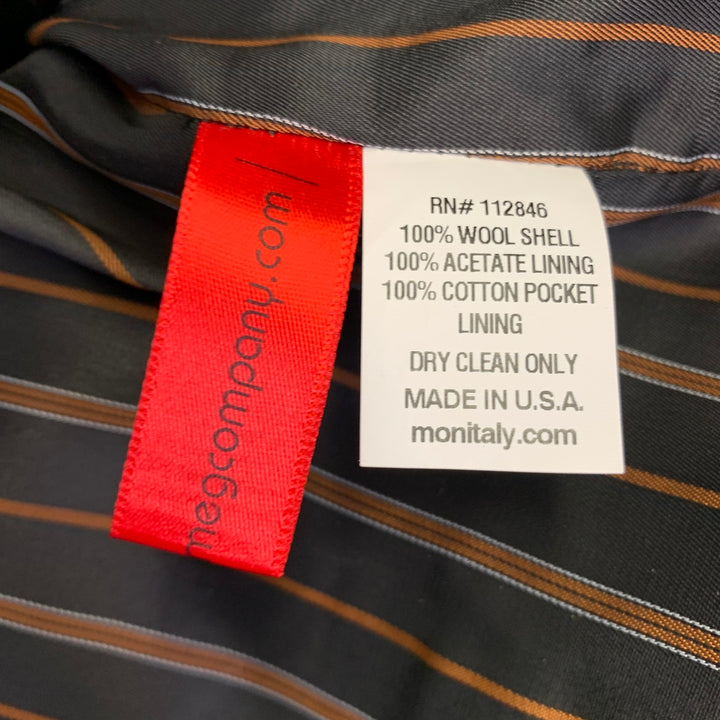 megcompany.com/
RN# 112846
100% WOOL SHELL
100% ACETATE LINING
100% COTTON POCKET
LINING
DRY CLEAN ONLY
MADE IN U.S.A.
monitaly.com